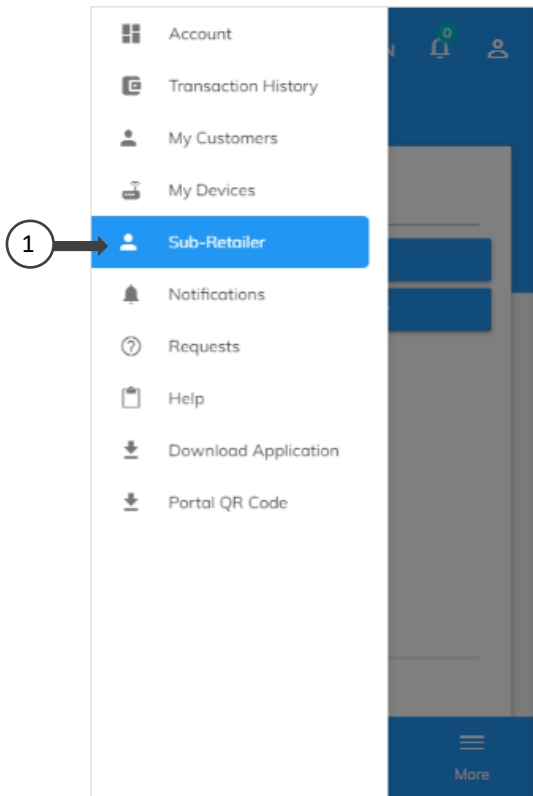 Account
0
Transaction History
My Customers
My Devices
1
Sub-Retailer
Notifications
Requests
Help
Download Application
Portal QR Code
More